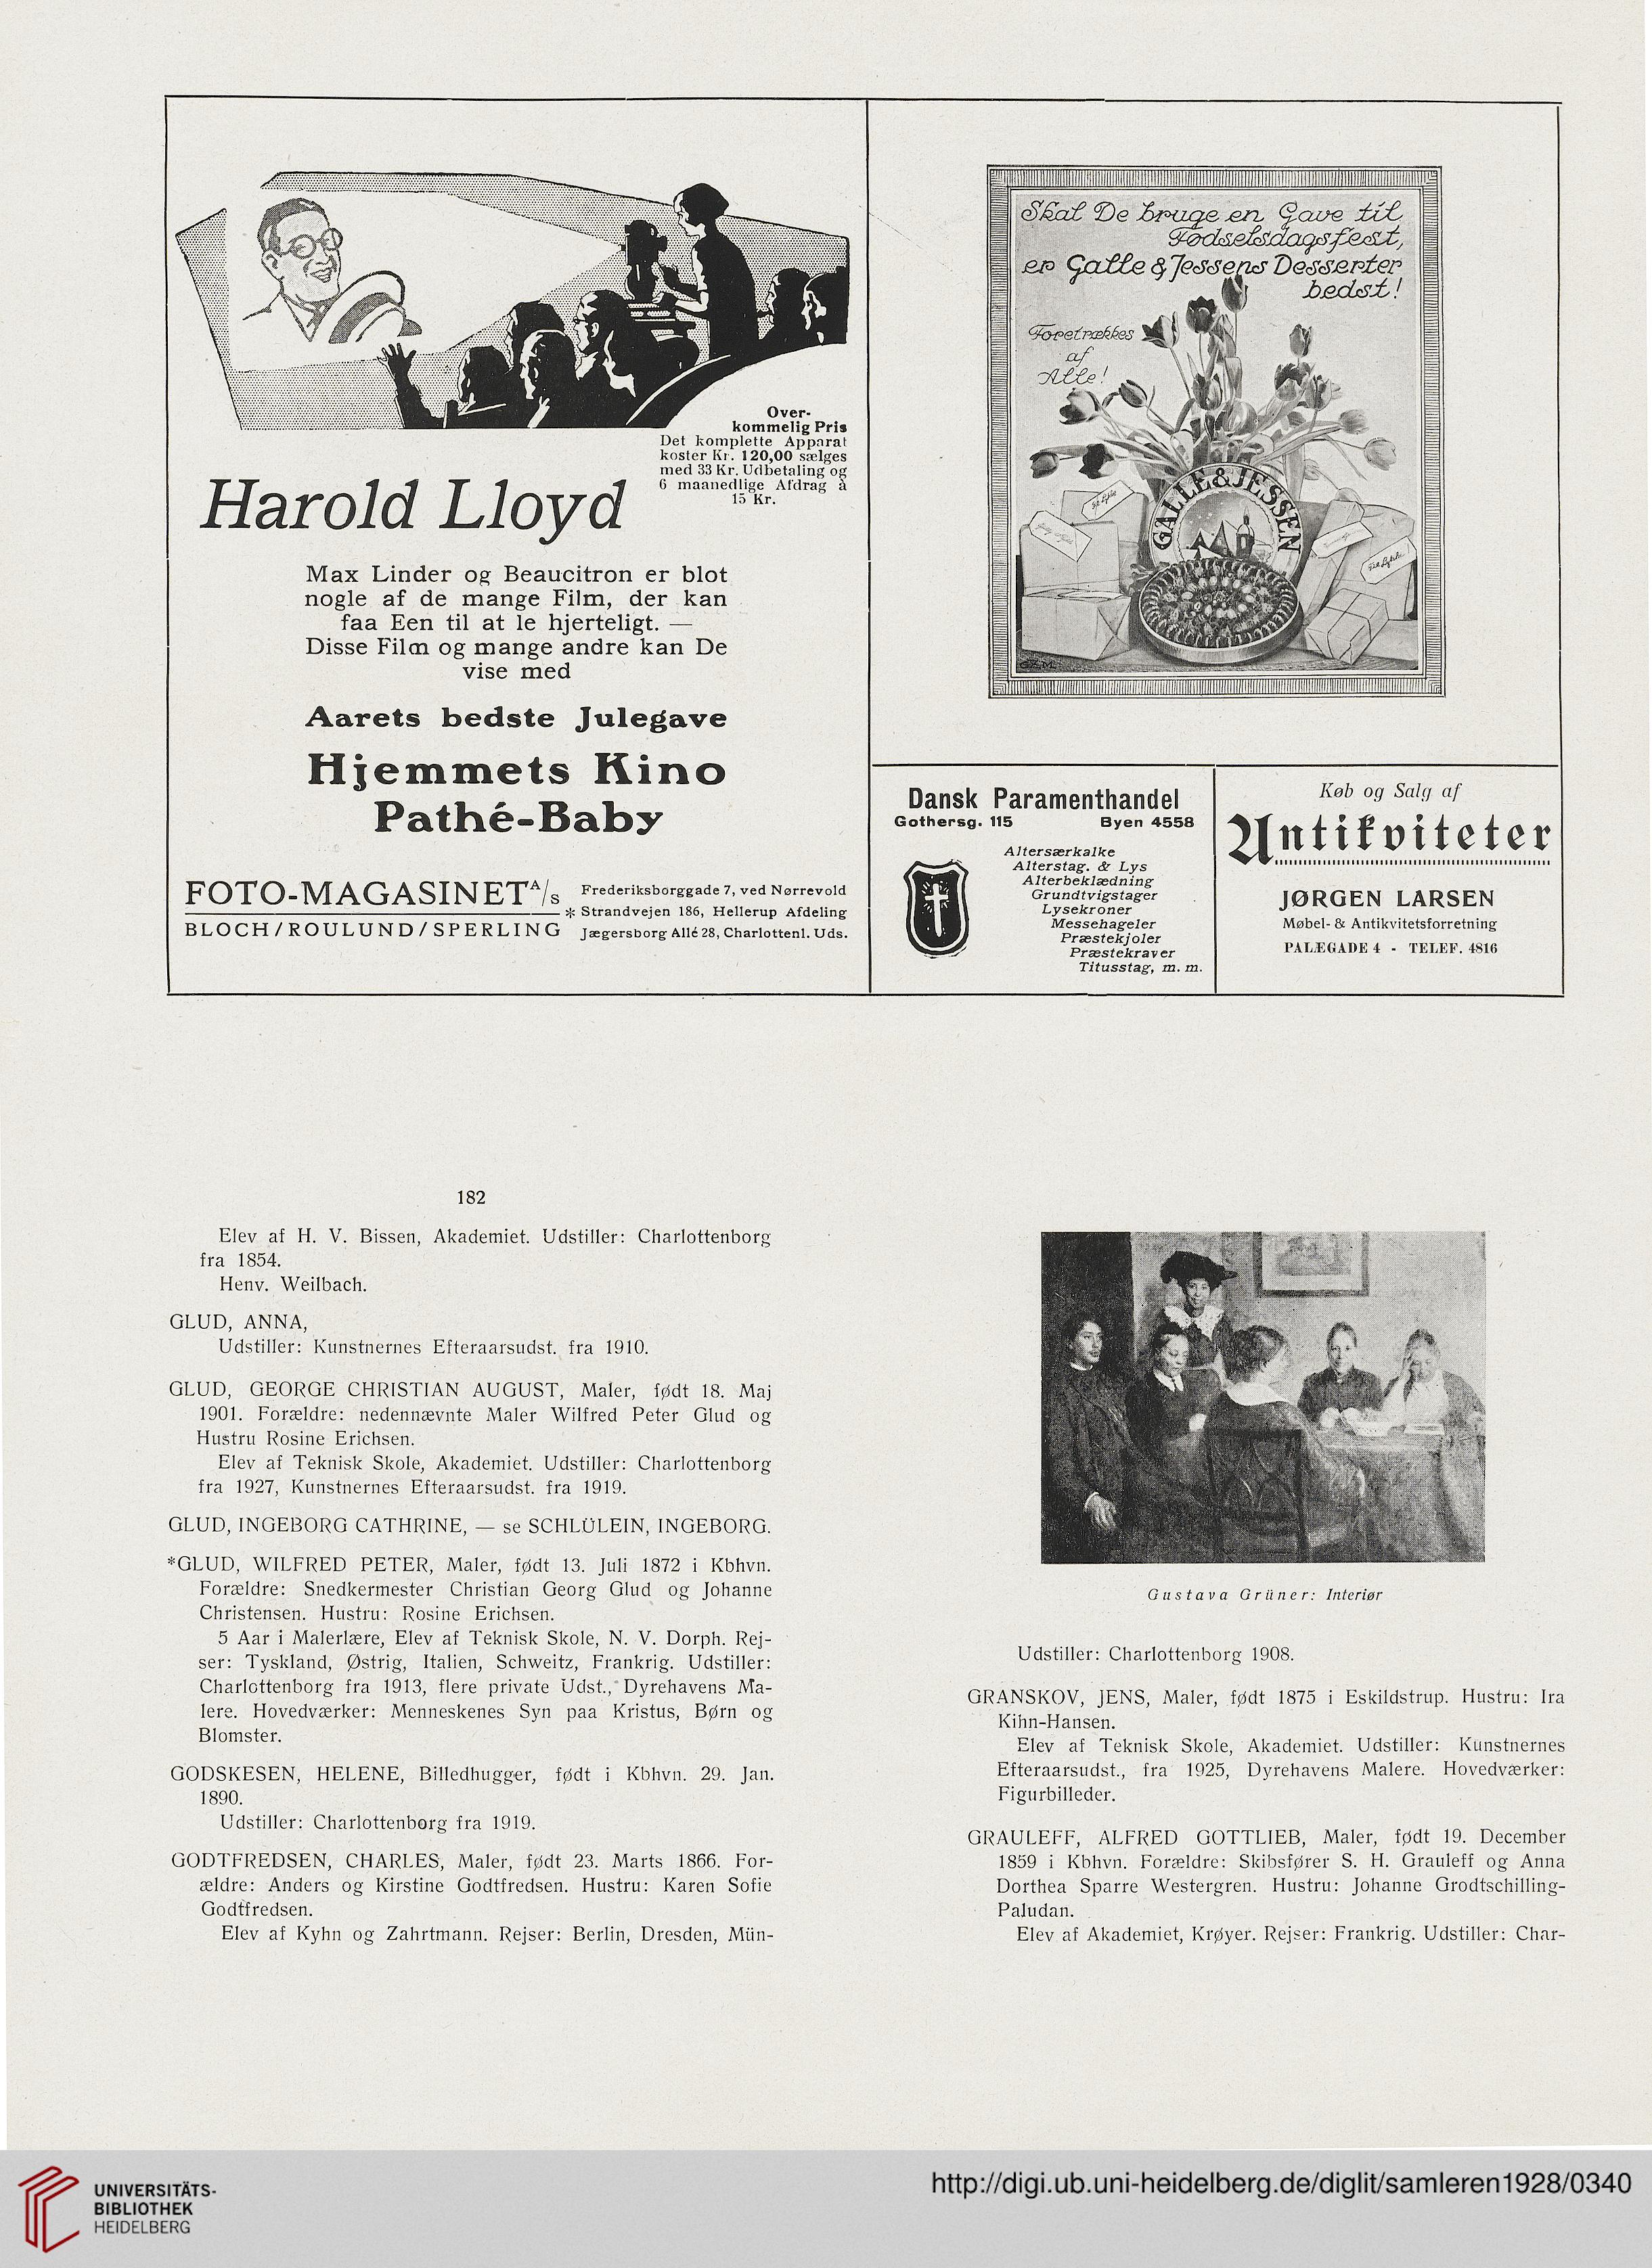 Over-
kommelig Pris
Det komplette Apparat
koster Kr. 120,00 sælges
med 33 Kr. Udbetaling og
6 maanedlige Afdrag à
15 Kr.
Harold Lloyd
Max Linder og Beaucitron er blot
nogle af de mange Film, der kan
faa Een til at le hjerteligt. —
Disse Film og mange andre kan De
vise med
Aarets bedste Julegave
Hjemmets Kino
Pathé-Baby
FOTO-MAGASINET A/s
BLOCH/ROULUND/SPERLING
*
Frederiksborggade 7, ved Nørrevold
Strandvejen 186, Hellerup Afdeling
Jægersborg Allé 28, Charlottenl. Uds.
Skal De bruge en Gave til
Fødselsdagsfest,
er Galle & Jessens Desserter
bedst!
Foretrækkes
af
Alle!
GALLE & JESSEN
Dansk Paramenthandel
Gothersg. 115 Byen 4558
Altersærkalke
Alterstag. & Lys
Alterbeklædning
Grundtvigstager
Lysekroner
Messehageler
Præstekjoler
Præstekraver
Titusstag, m. m.
Køb og Salg af
Antikviteter
JØRGEN LARSEN
Møbel- & Antikvitetsforretning
PALÆGADE 4 - TELEF. 4816
182
Elev af H. V. Bissen, Akademiet. Udstiller: Charlottenborg
fra 1854.
Henv. Weilbach.
GLUD, ANNA,
Udstiller: Kunstnernes Efteraarsudst. fra 1910.
GLUD, GEORGE CHRISTIAN AUGUST, Maler, født 18. Maj
1901. Forældre: nedennævnte Maler Wilfred Peter Glud og
Hustru Rosine Erichsen.
Elev af Teknisk Skole, Akademiet. Udstiller: Charlottenborg
fra 1927, Kunstnernes Efteraarsudst. fra 1919.
GLUD, INGEBORG CATHRINE, — se SCHLÜLEIN, INGEBORG.
*GLUD, WILFRED PETER, Maler, født 13. Juli 1872 i Kbhvn.
Forældre: Snedkermester Christian Georg Glud og Johanne
Christensen. Hustru: Rosine Erichsen.
5 Aar i Malerlære, Elev af Teknisk Skole, N. V. Dorph. Rej-
ser: Tyskland, Østrig, Italien, Schweitz, Frankrig. Udstiller:
Charlottenborg fra 1913, flere private Udst., Dyrehavens Ma-
lere. Hovedværker: Menneskenes Syn paa Kristus, Børn og
Blomster.
GODSKESEN, HELENE, Billedhugger, født i Kbhvn. 29. Jan.
1890.
Udstiller: Charlottenborg fra 1919.
GODTFREDSEN, CHARLES, Maler, født 23. Marts 1866. For-
ældre: Anders og Kirstine Godtfredsen. Hustru: Karen Sofie
Godtfredsen.
Elev af Kyhn og Zahrtmann. Rejser: Berlin, Dresden, Mün-
Gustava Grüner: Interiør
Udstiller: Charlottenborg 1908.
GRANSKOV, JENS, Maler, født 1875 i Eskildstrup. Hustru: Ira
Kihn-Hansen.
Elev af Teknisk Skole, Akademiet. Udstiller: Kunstnernes
Efteraarsudst., fra 1925, Dyrehavens Malere. Hovedværker:
Figurbilleder.
GRAULEFF, ALFRED GOTTLIEB, Maler, født 19. December
1859 i Kbhvn. Forældre: Skibsfører S. H. Grauleff og Anna
Dorthea Sparre Westergren. Hustru: Johanne Grodtschilling-
Paludan.
Elev af Akademiet, Krøyer. Rejser: Frankrig. Udstiller: Char-
UNIVERSITÄTS-
BIBLIOTHEK
HEIDELBERG
http://digi.ub.uni-heidelberg.de/diglit/samleren1928/0340